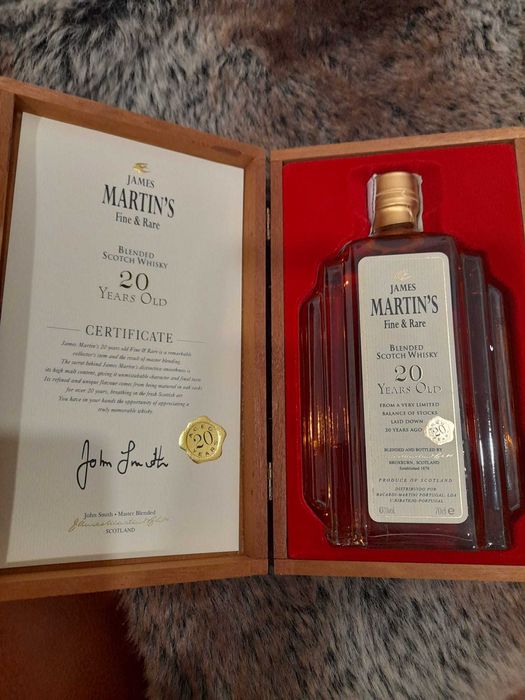 JAMES
MARTIN'S
Fine & Rare
BLENDED
SCOTCH WHISKY
20
YEARS OLD
CERTIFICATE
James Martin's 20 years old Fine & Rare is a remarkable
collector's item and the result of master blending.
The secret behind James Martin's distinctive smoothness is
its high malt content, giving it unmistakable character and final taste
Its refined and unique flavour comes from being matured in oak casks
for over 20 years, breathing in the fresh Scottish air
You have in your hands the opportunity of appreciating a
truly memorable whisky.
20
YEARS
John Smith
John Smith • Master Blended
SCOTLAND
JAMES
MARTIN'S
Fine & Rare
BLENDED
SCOTCH WHISKY
20
YEARS OLD
FROM A VERY LIMITED
BALANCE OF STOCKS
LAID DOWN
20 YEARS AGO
20
BLENDED AND BOTTLED BY
BROXBURN, SCOTLAND
Established 1878
PRODUCE OF SCOTLAND
DISTRIBUIDO POR
BACARDI-MARTINI PORTUGAL, LDA
V.RIBATEJO-PORTUGAL
70cl e